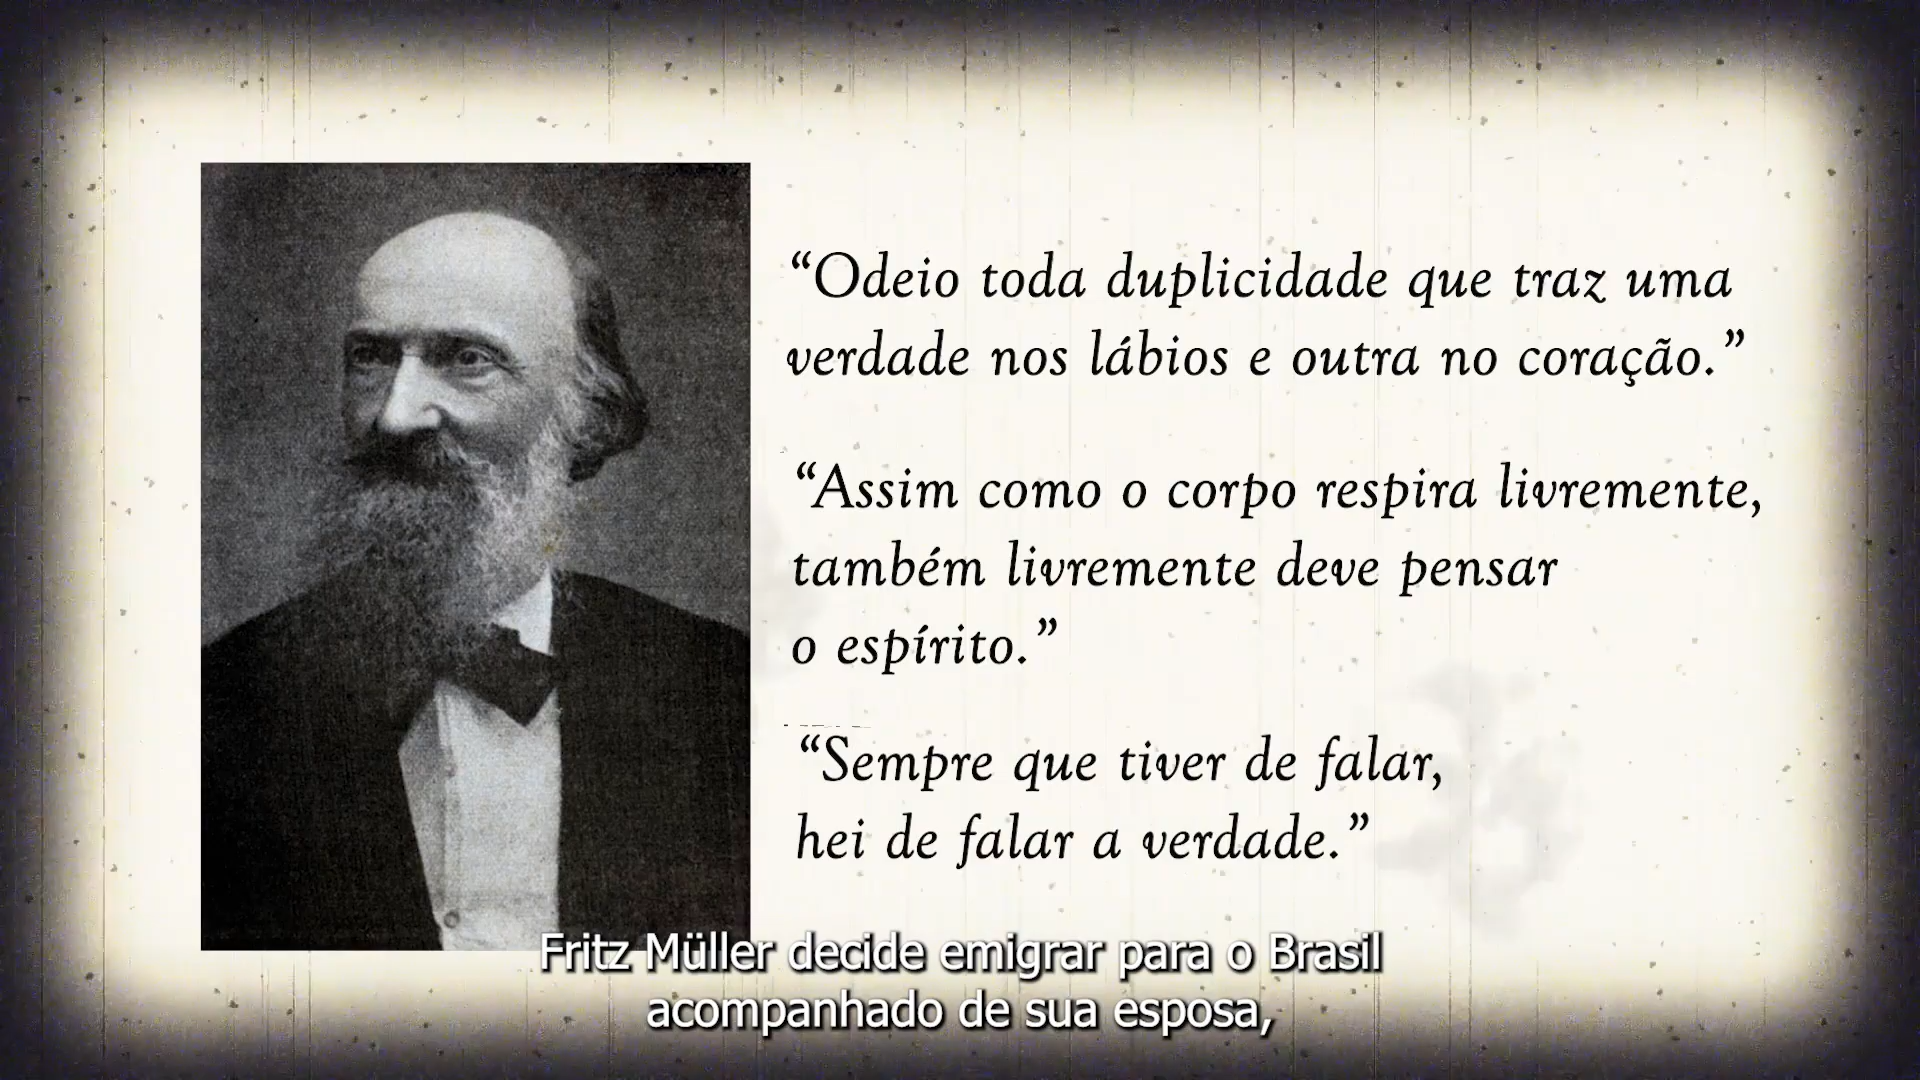 “Odeio toda duplicidade que traz uma
verdade nos lábios e outra no coração.”
“Assim como o corpo respira livremente,
também livremente deve pensar
o espírito.”
“Sempre que tiver de falar,
hei de falar a verdade.”
Fritz Müller decide emigrar para o Brasil
acompanhado de sua esposa,